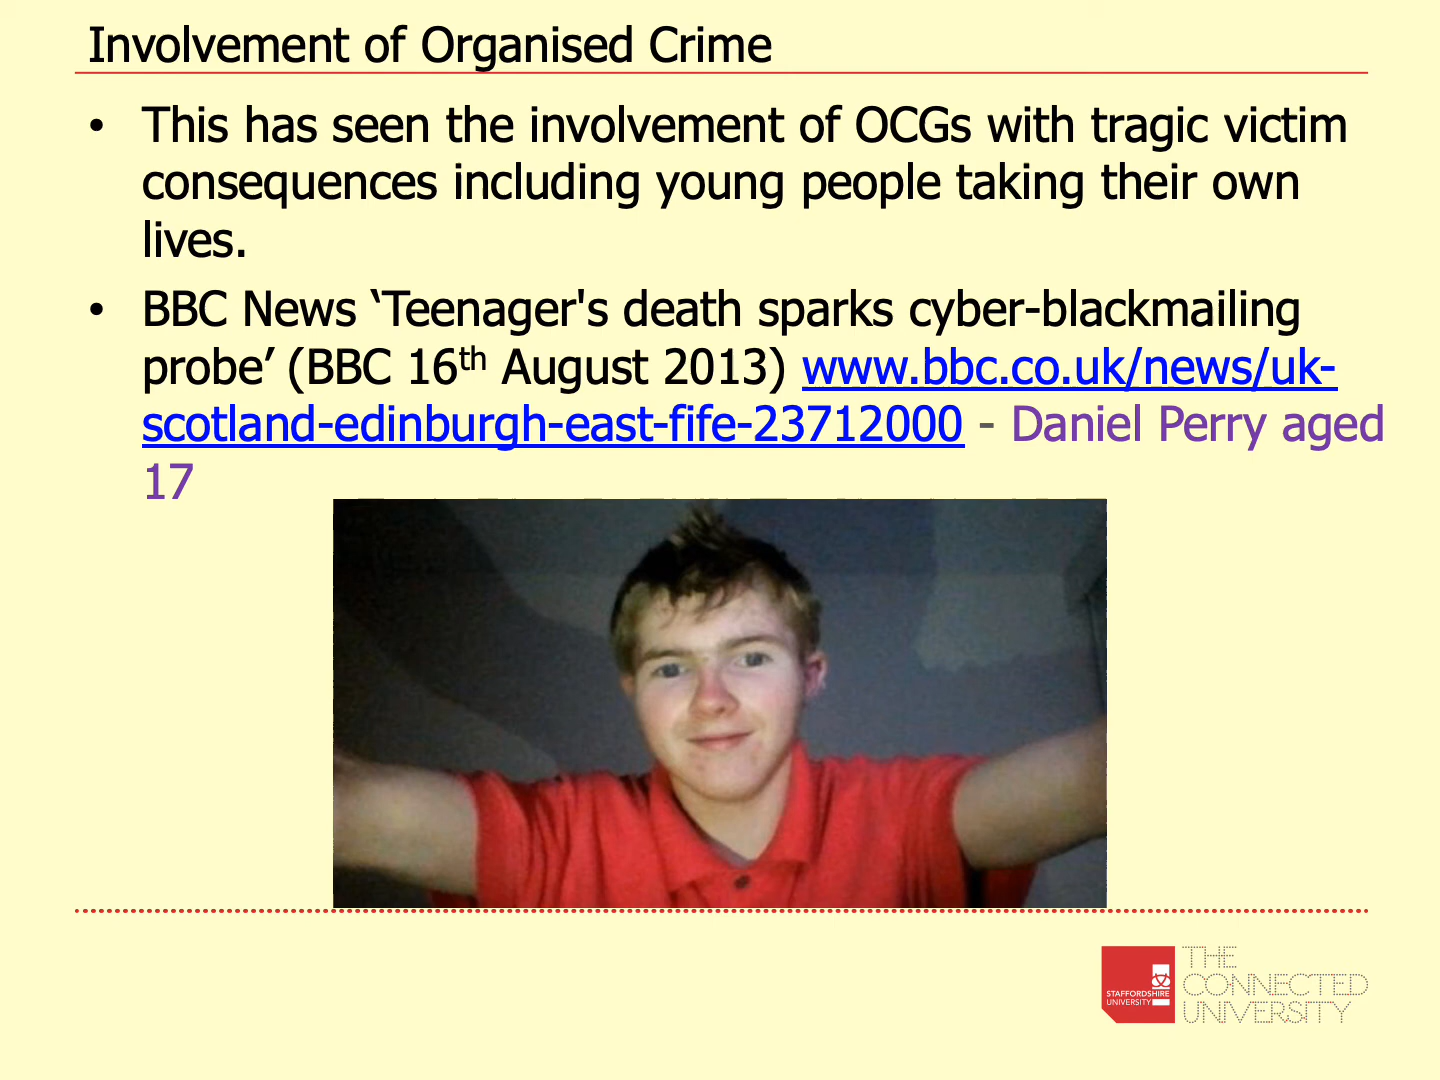 Involvement of Organised Crime
• This has seen the involvement of OCGs with tragic victim
consequences including young people taking their own
lives.
• BBC News ‘Teenager's death sparks cyber-blackmailing
probe’ (BBC 16th August 2013) www.bbc.co.uk/news/uk-
scotland-edinburgh-east-fife-23712000 - Daniel Perry aged
17
STAFFORDSHIRE
UNIVERSITY
THE
CONNECTED
UNIVERSITY